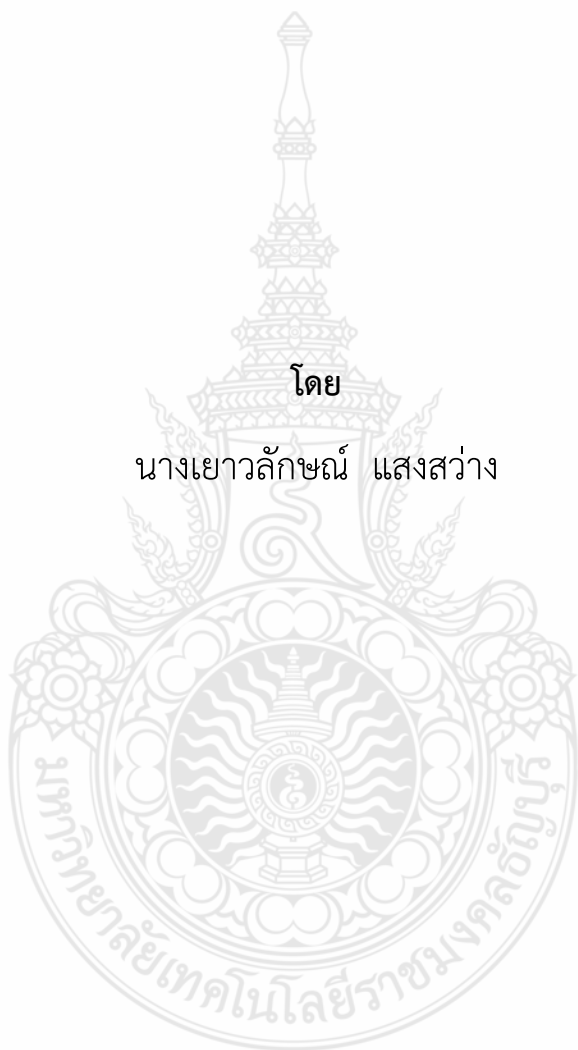 โดย
นางเยาวลักษณ์ แสงสว่าง
มหาวิทยาลัยเทคโนโลยีราชมงคลธัญบุรี